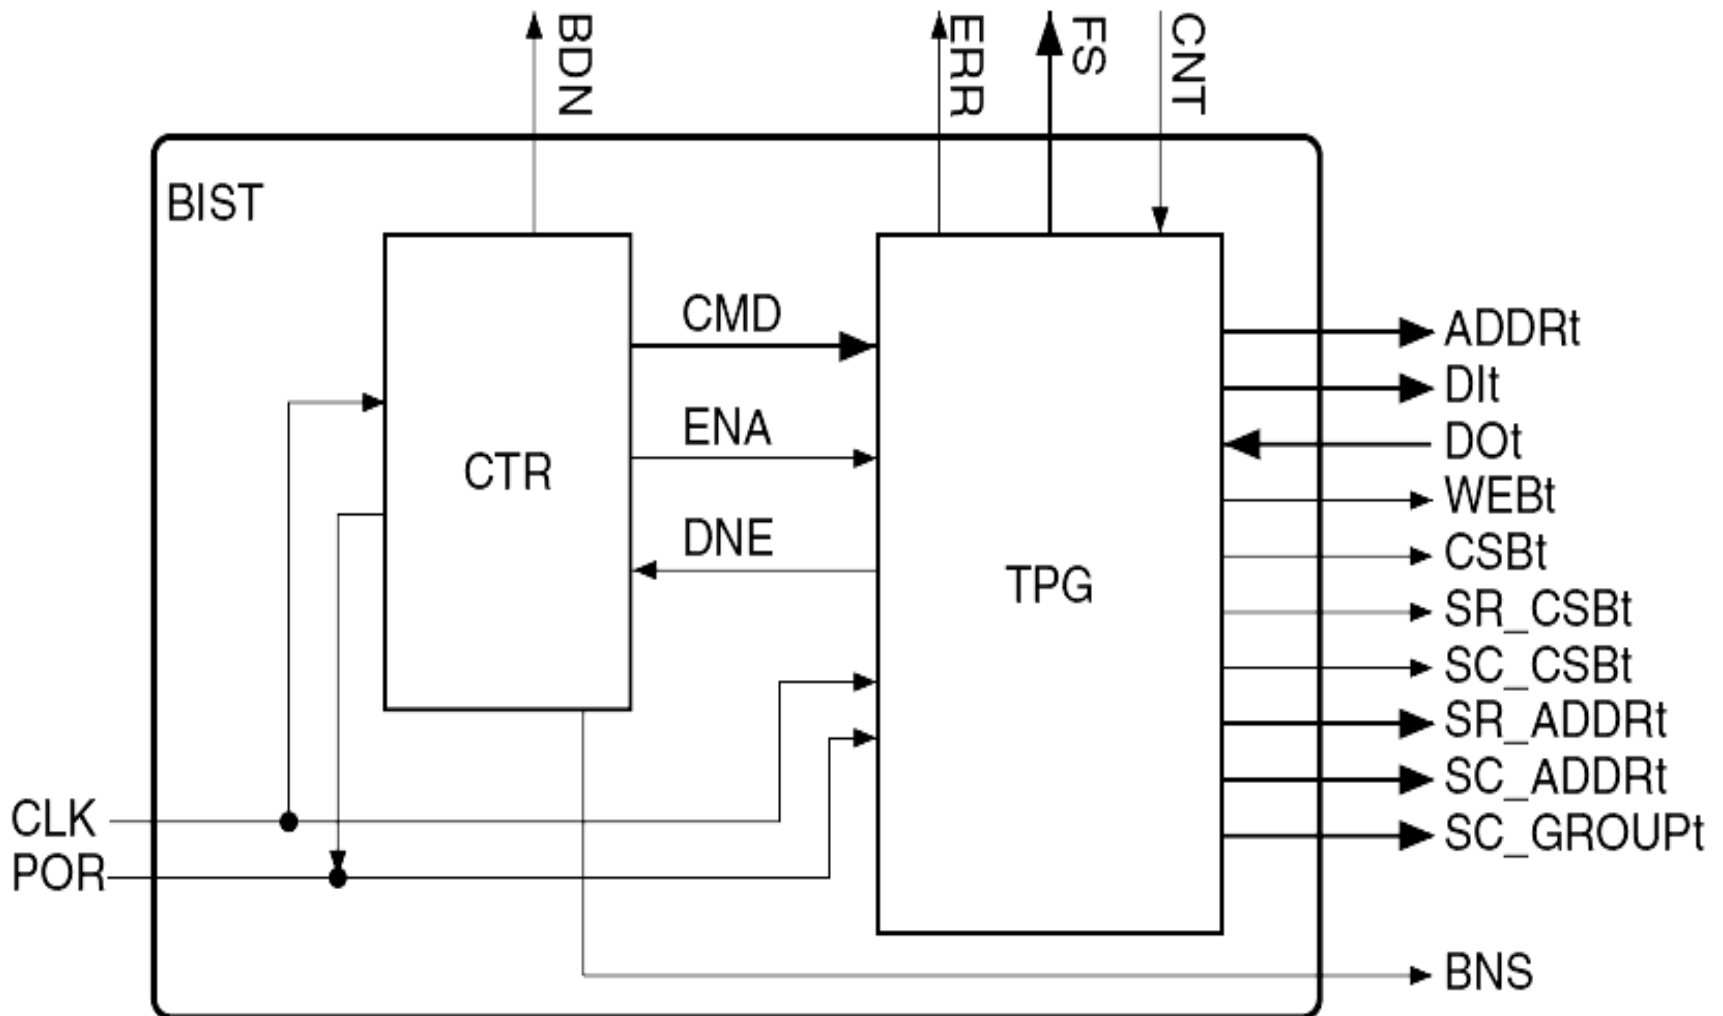 BDN
ERR
FS
CNT
BIST
CMD
ENA
DNE
CTR
TPG
ADDRt
DIt
DOt
WEBt
CSBt
SR_CSBt
SC_CSBt
SR_ADDRt
SC_ADDRt
SC_GROUPt
CLK
POR
BNS